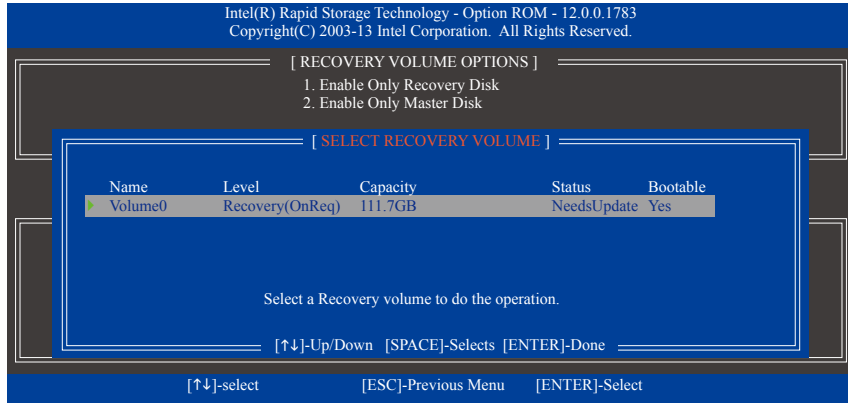 Intel(R) Rapid Storage Technology - Option ROM - 12.0.0.1783
Copyright(C) 2003-13 Intel Corporation. All Rights Reserved.
[ RECOVERY VOLUME OPTIONS ]
1. Enable Only Recovery Disk
2. Enable Only Master Disk
[ SELECT RECOVERY VOLUME ]
Name Level Capacity Status Bootable
Volume0 Recovery(OnReq) 111.7GB NeedsUpdate Yes
Select a Recovery volume to do the operation.
[↑↓]-Up/Down [SPACE]-Selects [ENTER]-Done
[↑↓]-select [ESC]-Previous Menu [ENTER]-Select